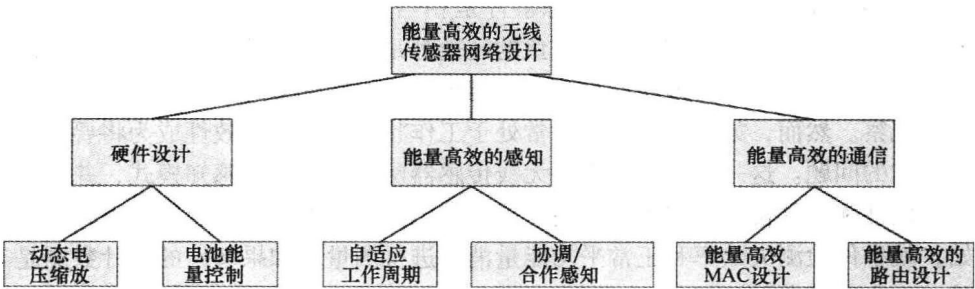 能量高效的无线
传感器网络设计
硬件设计
能量高效的感知
能量高效的通信
动态电
压缩放
电池能
量控制
自适应
工作周期
协调/
合作感知
能量高效
MAC设计
能量高效的
路由设计